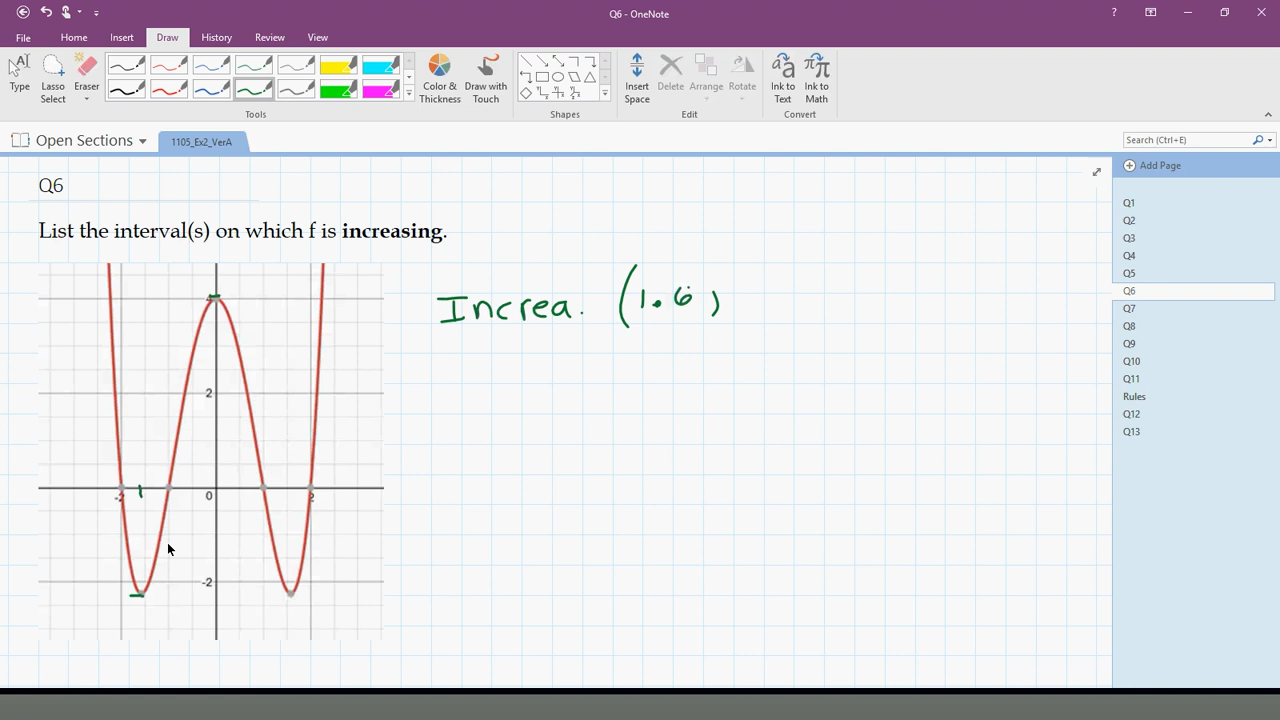 Q6 - OneNote
?
File Home Insert Draw History Review View
Type Lasso Select Eraser Color & Thickness Draw with Touch Insert Space Delete Arrange Rotate Ink to Text Ink to Math
Tools Shapes Edit Convert
Open Sections 1105_Ex2_VerA Search (Ctrl+E)
Add Page
Q6
List the interval(s) on which f is increasing.
Increa. (1.6 )
4
2
-2 0 2
-2
Q1
Q2
Q3
Q4
Q5
Q6
Q7
Q8
Q9
Q10
Q11
Rules
Q12
Q13